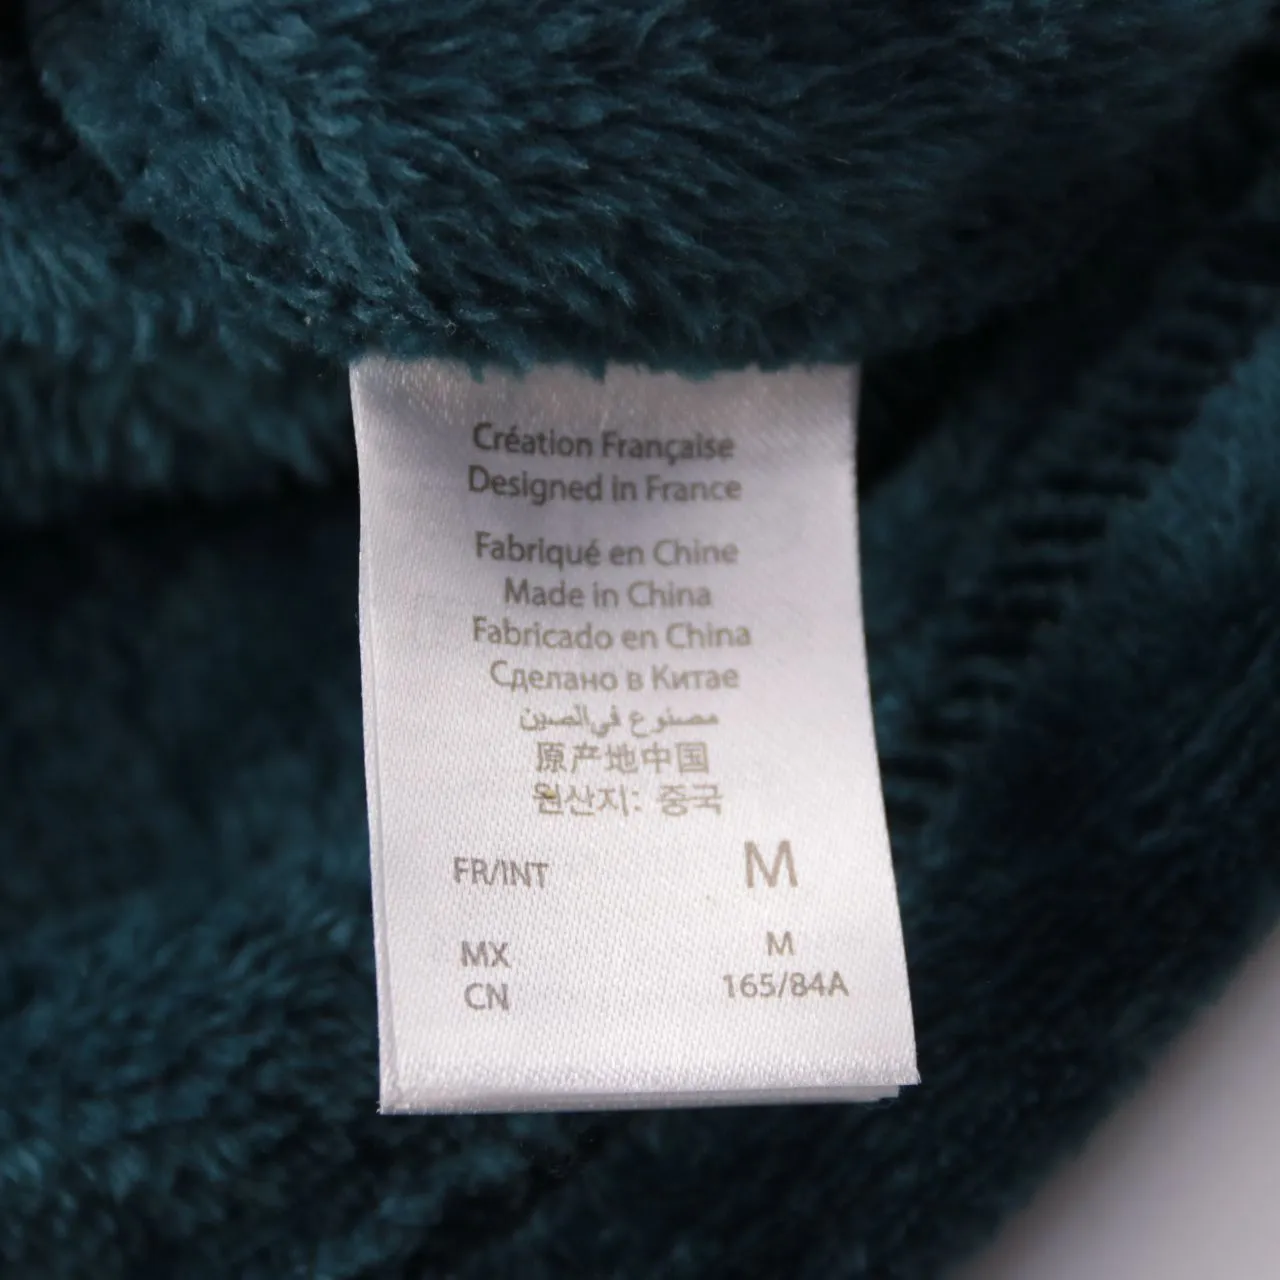 Création Française
Designed in France
Fabriqué en Chine
Made in China
Fabricado en China
Сделано в Китае
مصنوع في الصين
原产地中国
원산지: 중국
FR/INT M
MX M
CN 165/84A